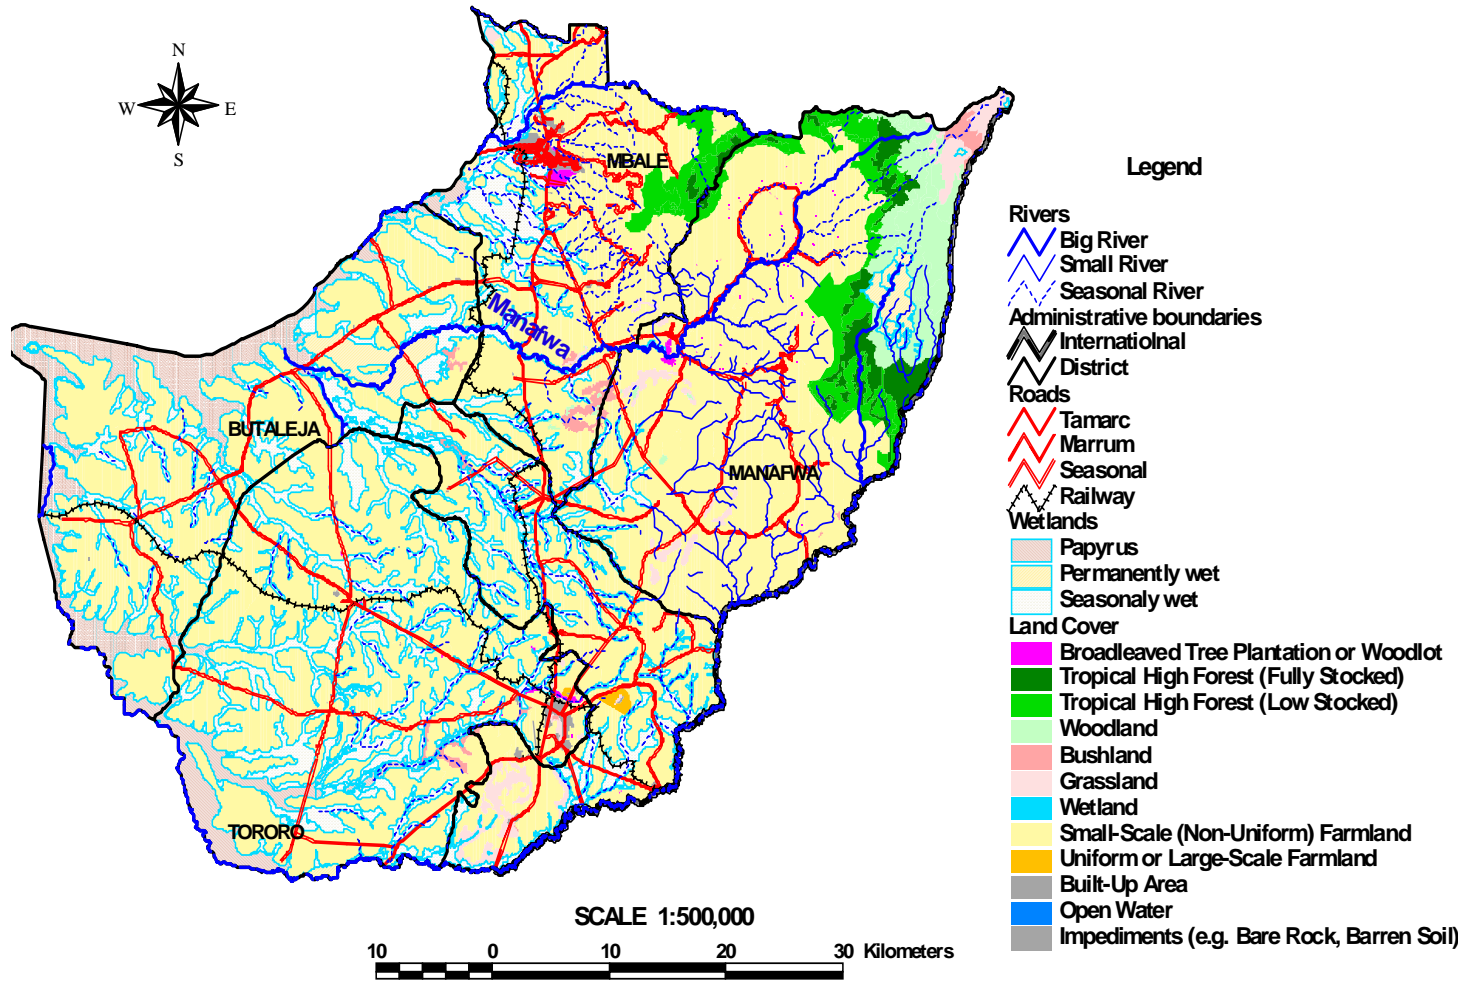 N
W
E
S
MBALE
Manafwa
BUTALEJA
MANAFWA
TORORO
Legend
Rivers
Big River
Small River
Seasonal River
Administrative boundaries
Internatiolnal
District
Roads
Tamarc
Marrum
Seasonal
Railway
Wetlands
Papyrus
Permanently wet
Seasonaly wet
Land Cover
Broadleaved Tree Plantation or Woodlot
Tropical High Forest (Fully Stocked)
Tropical High Forest (Low Stocked)
Woodland
Bushland
Grassland
Wetland
Small-Scale (Non-Uniform) Farmland
Uniform or Large-Scale Farmland
Built-Up Area
Open Water
Impediments (e.g. Bare Rock, Barren Soil)
SCALE 1:500,000
10 0 10 20 30 Kilometers